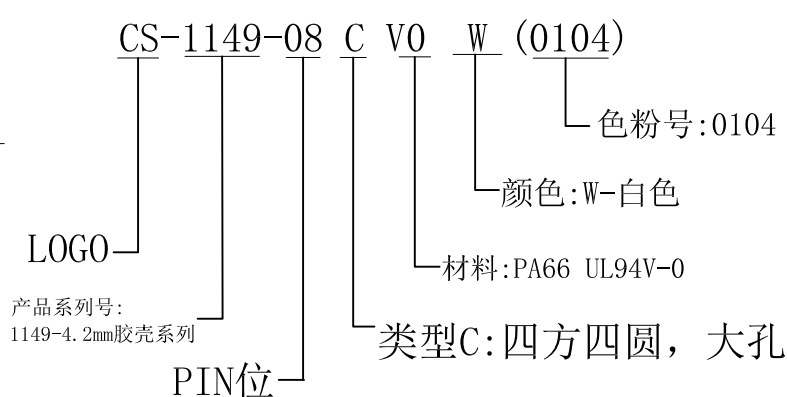 CS-1149-08 C V0 W (0104)
色粉号:0104
颜色:W-白色
LOGO
材料:PA66 UL94V-0
产品系列号:
1149-4.2mm胶壳系列
类型C:四方四圆，大孔
PIN位